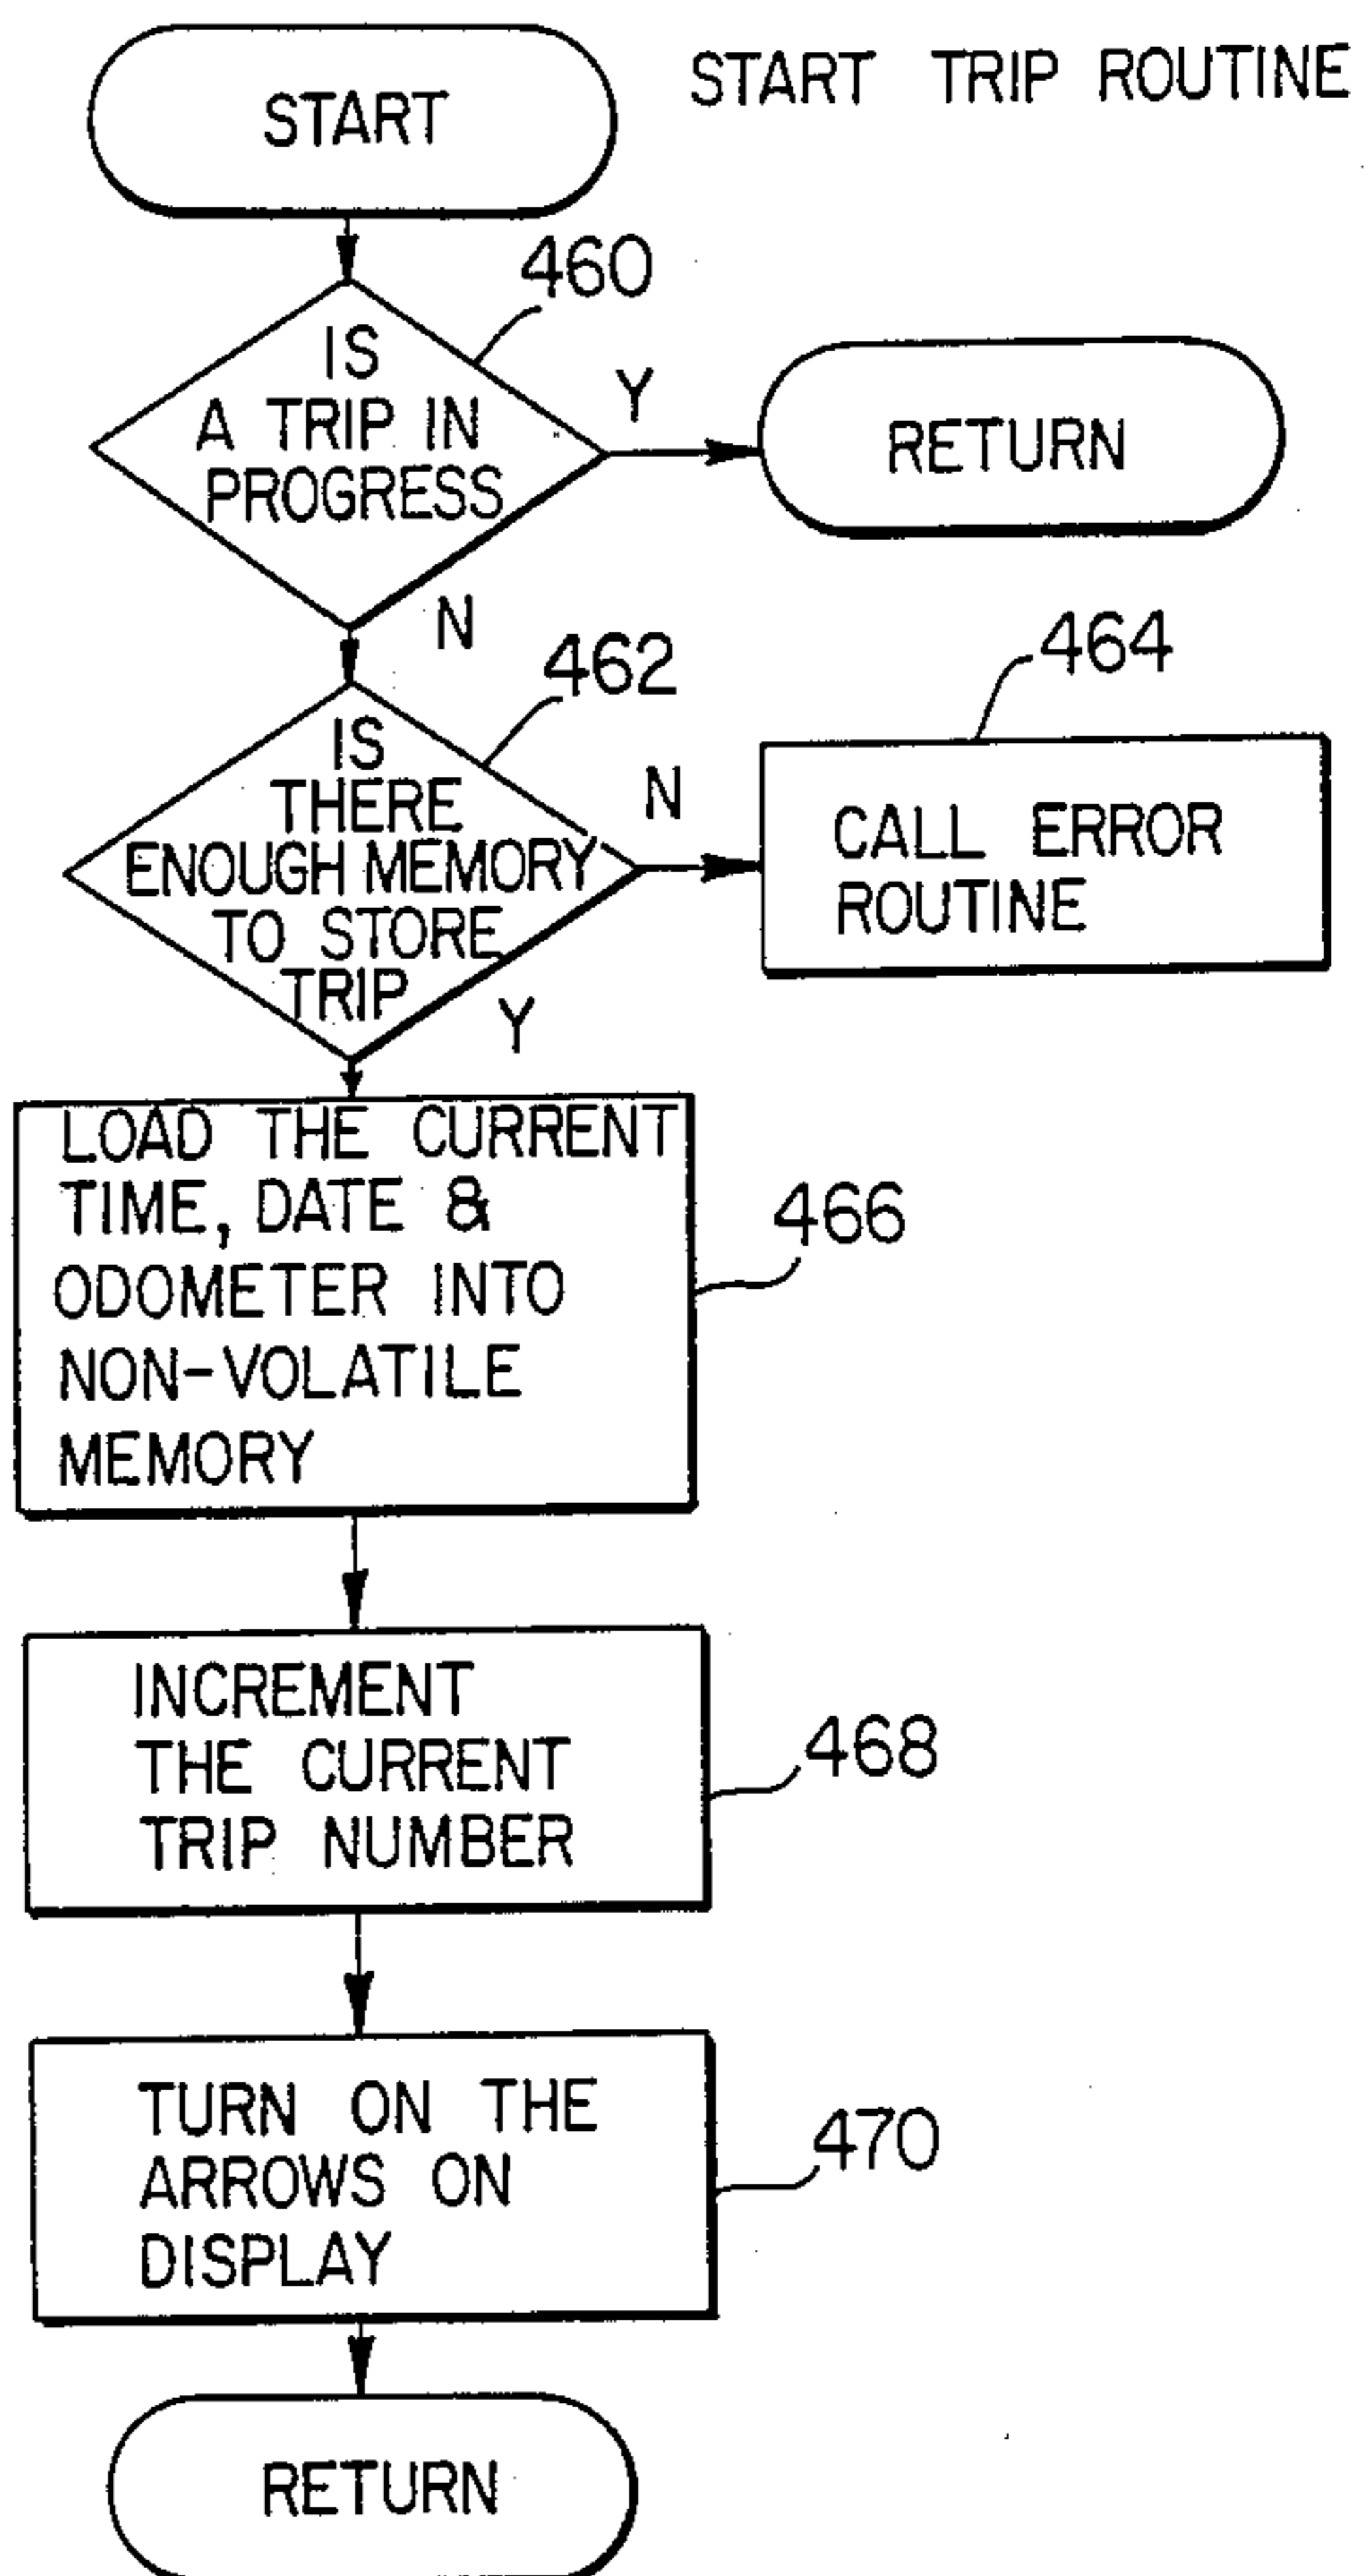 START
START TRIP ROUTINE
460
IS
A TRIP IN
PROGRESS
Y
RETURN
N
462
IS
THERE
ENOUGH MEMORY
TO STORE
TRIP
N
464
CALL ERROR
ROUTINE
Y
LOAD THE CURRENT
TIME, DATE &
ODOMETER INTO
NON-VOLATILE
MEMORY
466
INCREMENT
THE CURRENT
TRIP NUMBER
468
TURN ON THE
ARROWS ON
DISPLAY
470
RETURN